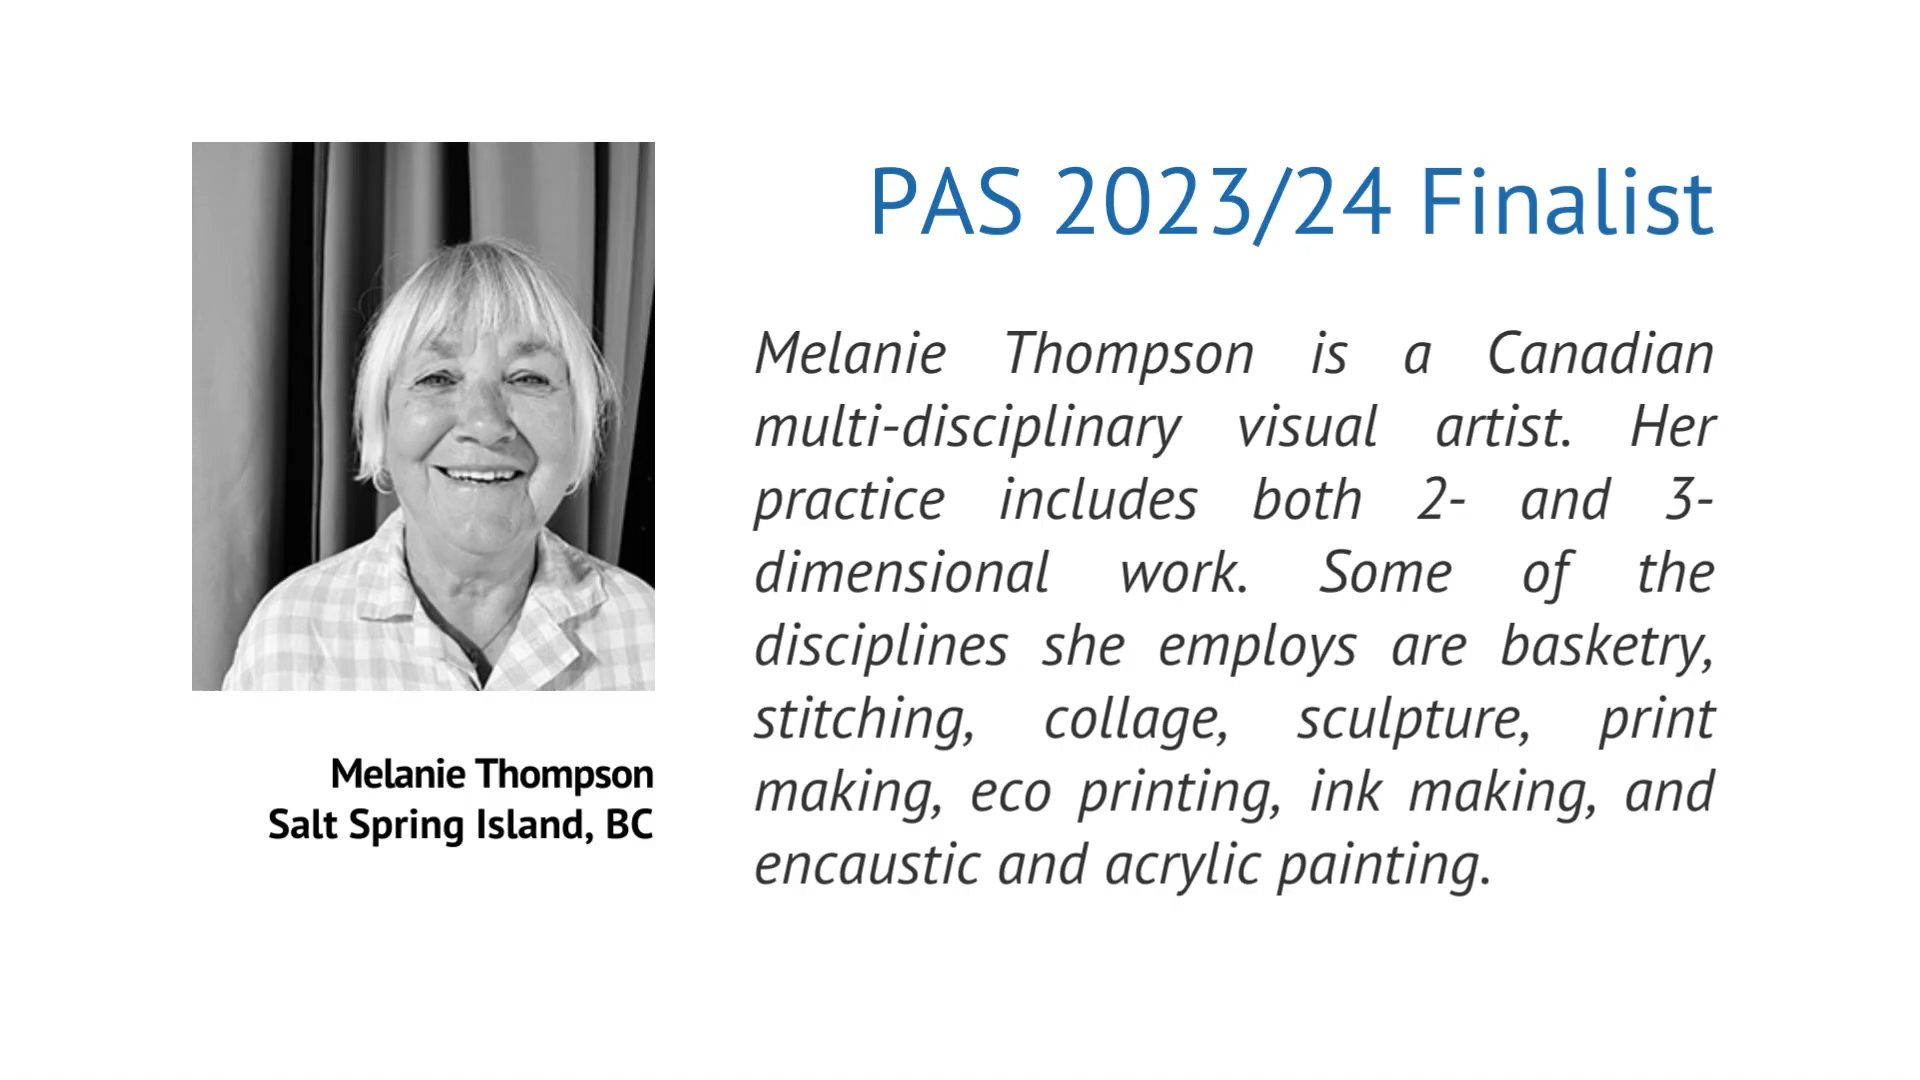 PAS 2023/24 Finalist
Melanie Thompson is a Canadian
multi-disciplinary visual artist. Her
practice includes both 2- and 3-
dimensional work. Some of the
disciplines she employs are basketry,
stitching, collage, sculpture, print
making, eco printing, ink making, and
encaustic and acrylic painting.
Melanie Thompson
Salt Spring Island, BC